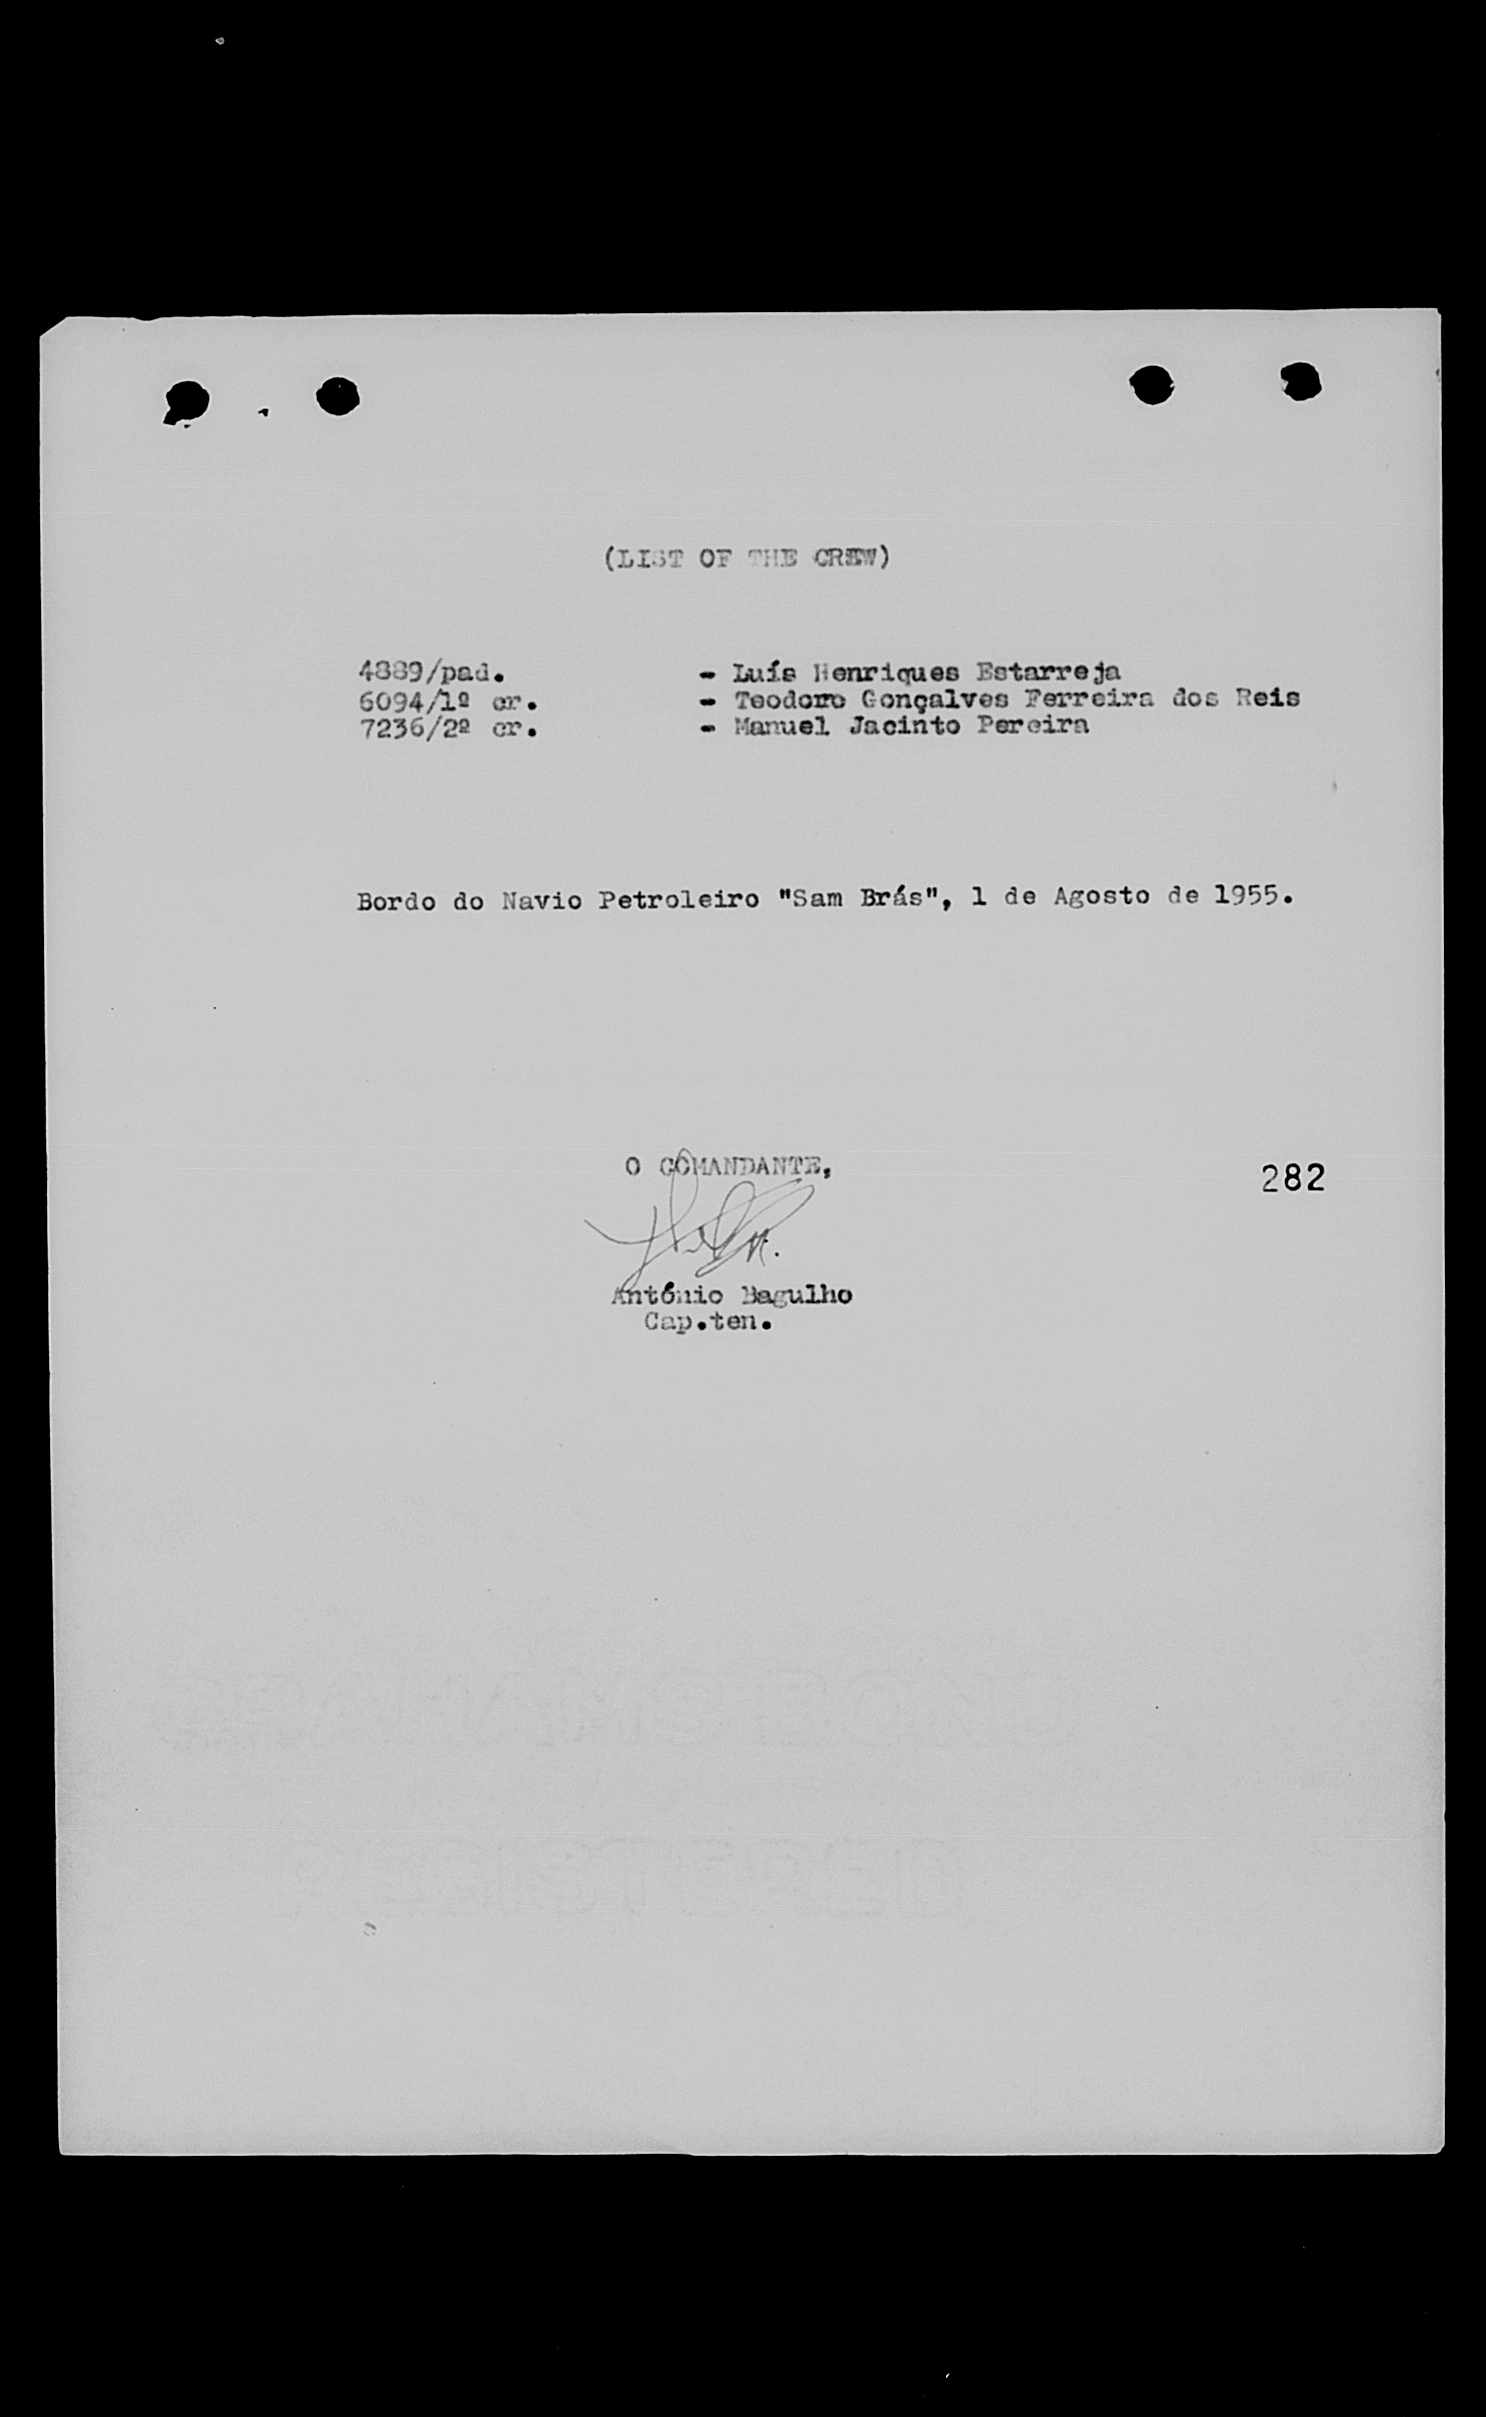 (LIST OF THE CREW)
4889/pad. - Luís Henriques Estarreja
6094/1º cr. - Teodoro Gonçalves Ferreira dos Reis
7236/2º cr. - Manuel Jacinto Pereira
Bordo do Navio Petroleiro "Sam Brás", 1 de Agosto de 1955.
O COMANDANTE,
282
António Bagulho
Cap.ten.